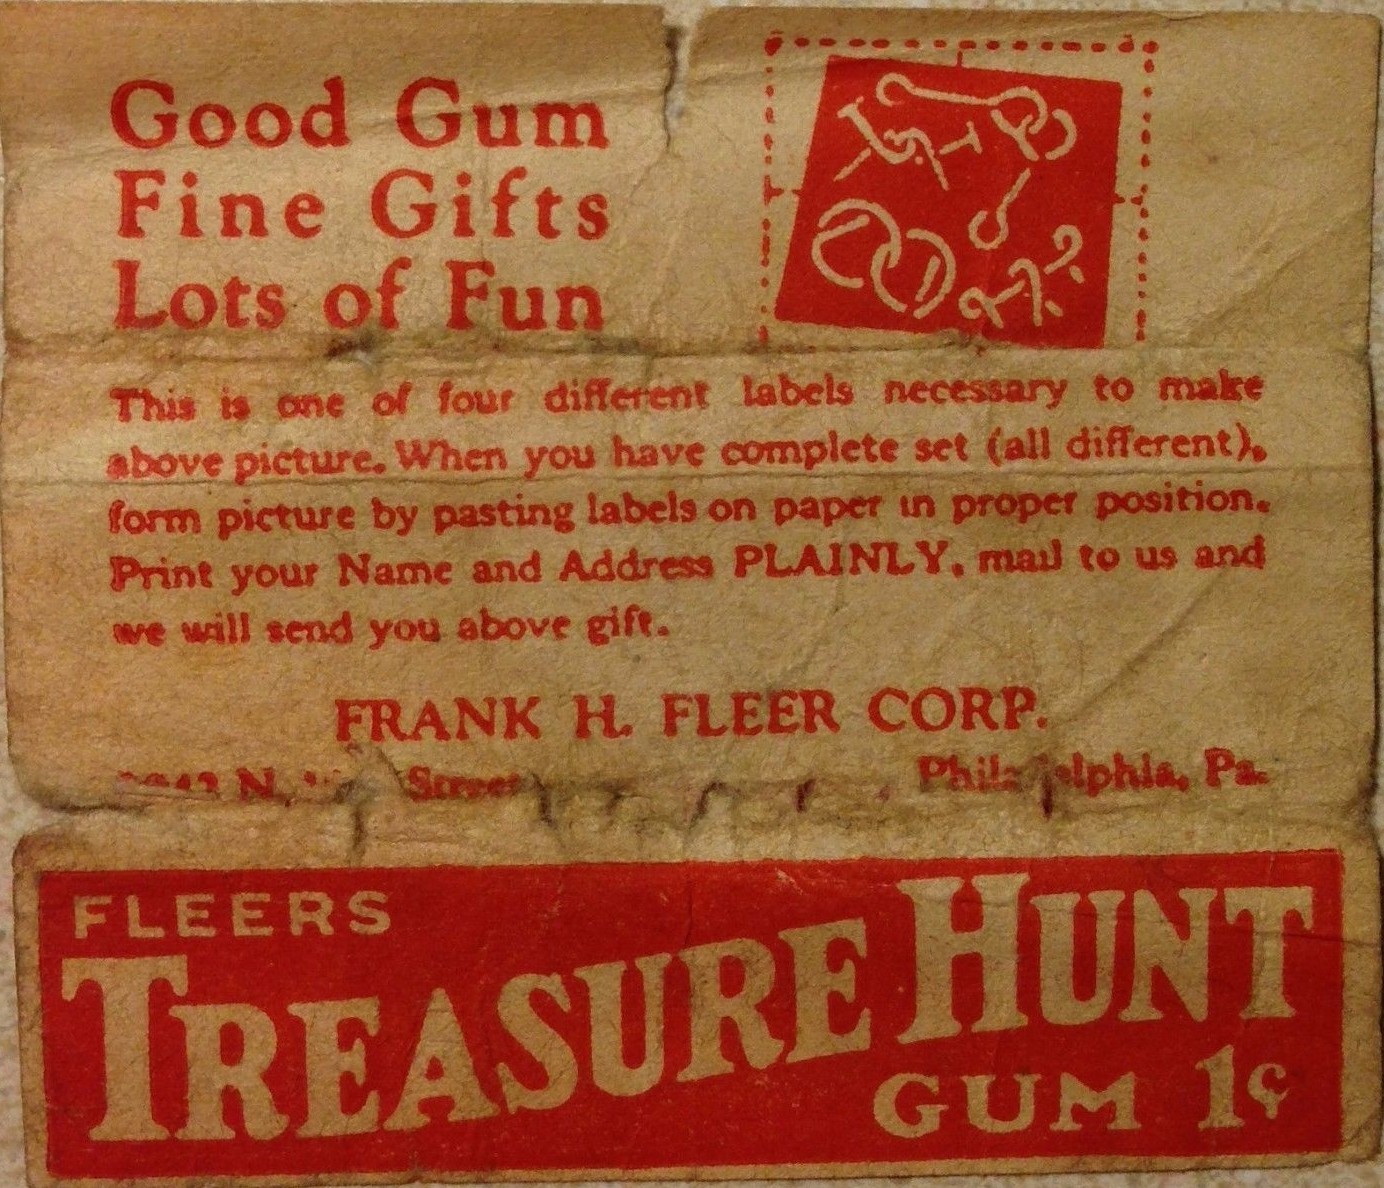 Good Gum
Fine Gifts
Lots of Fun
This is one of four different labels necessary to make
above picture. When you have complete set (all different),
form picture by pasting labels on paper in proper position.
Print your Name and Address PLAINLY, mail to us and
we will send you above gift.
FRANK H. FLEER CORP.
N. Street Philadelphia, Pa.
FLEERS
TREASURE HUNT
GUM 1¢